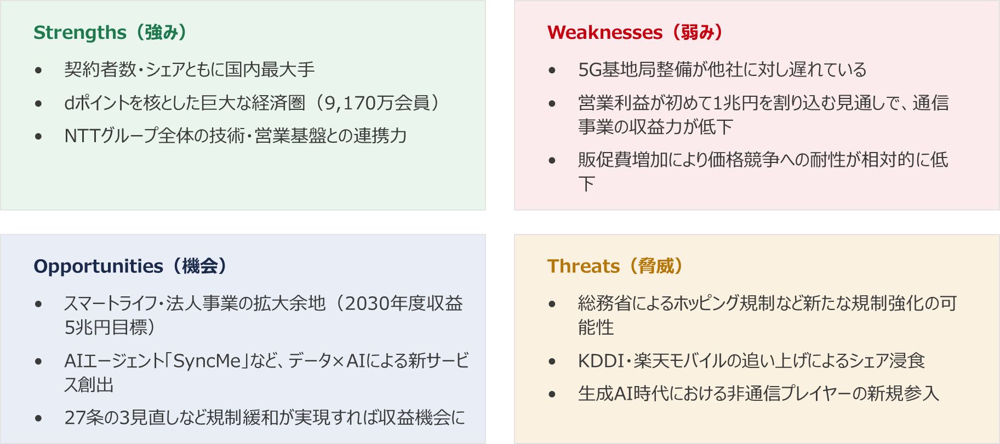 Strengths（強み）
• 契約者数・シェアともに国内最大手
• dポイントを核とした巨大な経済圏（9,170万会員）
• NTTグループ全体の技術・営業基盤との連携力
Weaknesses（弱み）
• 5G基地局整備が他社に対し遅れている
• 営業利益が初めて1兆円を割り込む見通しで、通信
事業の収益力が低下
• 販促費増加により価格競争への耐性が相対的に低
下
Opportunities（機会）
• スマートライフ・法人事業の拡大余地（2030年度収益
5兆円目標）
• AIエージェント「SyncMe」など、データ×AIによる新サービ
ス創出
• 27条の3見直しなど規制緩和が実現すれば収益機会に
Threats（脅威）
• 総務省によるホッピング規制など新たな規制強化の可
能性
• KDDI・楽天モバイルの追い上げによるシェア浸食
• 生成AI時代における非通信プレイヤーの新規参入